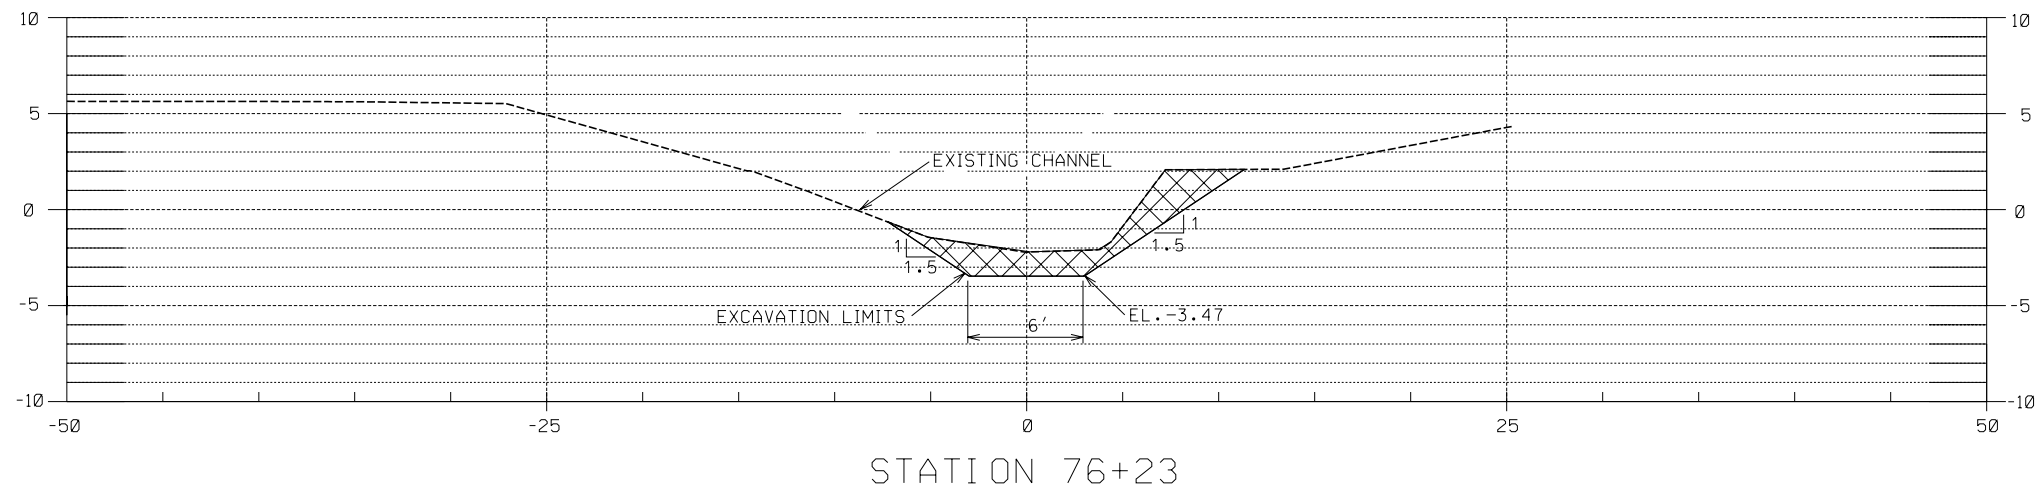 10 10
5 5
EXISTING CHANNEL
0 0
1 1
1.5 1.5
-5 EXCAVATION LIMITS EL.-3.47 -5
6'
-10 -10
-50 -25 0 25 50
STATION 76+23